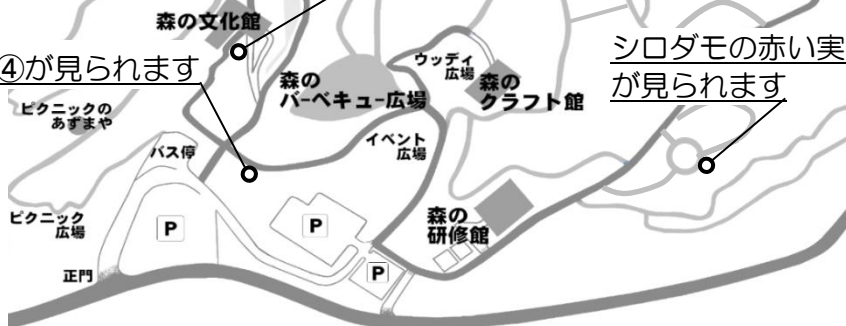 森の文化館
④が見られます
ピクニックの
あずまや
バス停
森の
バーベキュー広場
ウッディ
広場
森の
クラフト館
シロダモの赤い実
が見られます
イベント
広場
ピクニック
広場
P
P
P
森の
研修館
正門